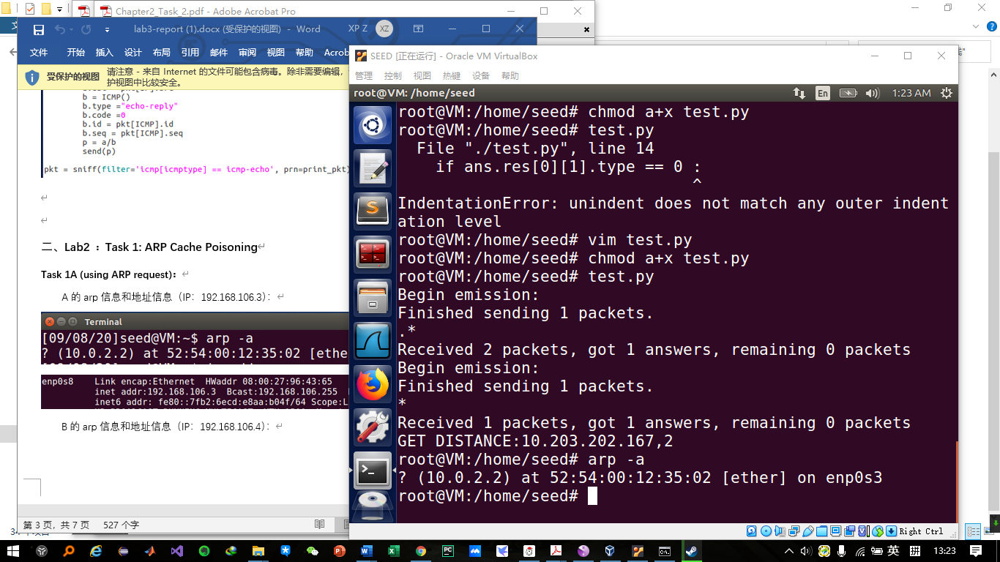 Chapter2_Task_2.pdf - Adobe Acrobat Pro
lab3-report (1).docx (受保护的视图) - Word
XP Z
XZ
文件 开始 插入 设计 布局 引用 邮件 审阅 视图 帮助 Acrob
受保护的视图 请注意 - 来自 Internet 的文件可能包含病毒。除非需要编辑,
护视图中比较安全。
b = ICMP()
b.type ="echo-reply"
b.code =0
b.id = pkt[ICMP].id
b.seq = pkt[ICMP].seq
p = a/b
send(p)
pkt = sniff(filter='icmp[icmptype] == icmp-echo', prn=print_pkt)
二、Lab2 :Task 1: ARP Cache Poisoning
Task 1A (using ARP request):
A 的 arp 信息和地址信息(IP: 192.168.106.3):
Terminal
[09/08/20]seed@VM:~$ arp -a
? (10.0.2.2) at 52:54:00:12:35:02 [ethe
enp0s8 Link encap:Ethernet HWaddr 08:00:27:96:43:65
inet addr:192.168.106.3 Bcast:192.168.106.255
inet6 addr: fe80::7fb2:6ecd:e8aa:b04f/64 Scope:L
B 的 arp 信息和地址信息(IP: 192.168.106.4):
第 3 页, 共 7 页 527 个字
SEED [正在运行] - Oracle VM VirtualBox
管理 控制 视图 热键 设备 帮助
root@VM: /home/seed
En
1:23 AM
root@VM:/home/seed# chmod a+x test.py
root@VM:/home/seed# test.py
File "./test.py", line 14
if ans.res[0][1].type == 0 :
^
IndentationError: unindent does not match any outer indent
ation level
root@VM:/home/seed# vim test.py
root@VM:/home/seed# chmod a+x test.py
root@VM:/home/seed# test.py
Begin emission:
Finished sending 1 packets.
.*
Received 2 packets, got 1 answers, remaining 0 packets
Begin emission:
Finished sending 1 packets.
*
Received 1 packets, got 1 answers, remaining 0 packets
GET DISTANCE:10.203.202.167,2
root@VM:/home/seed# arp -a
? (10.0.2.2) at 52:54:00:12:35:02 [ether] on enp0s3
root@VM:/home/seed#
Right Ctrl
英
拼
13:23